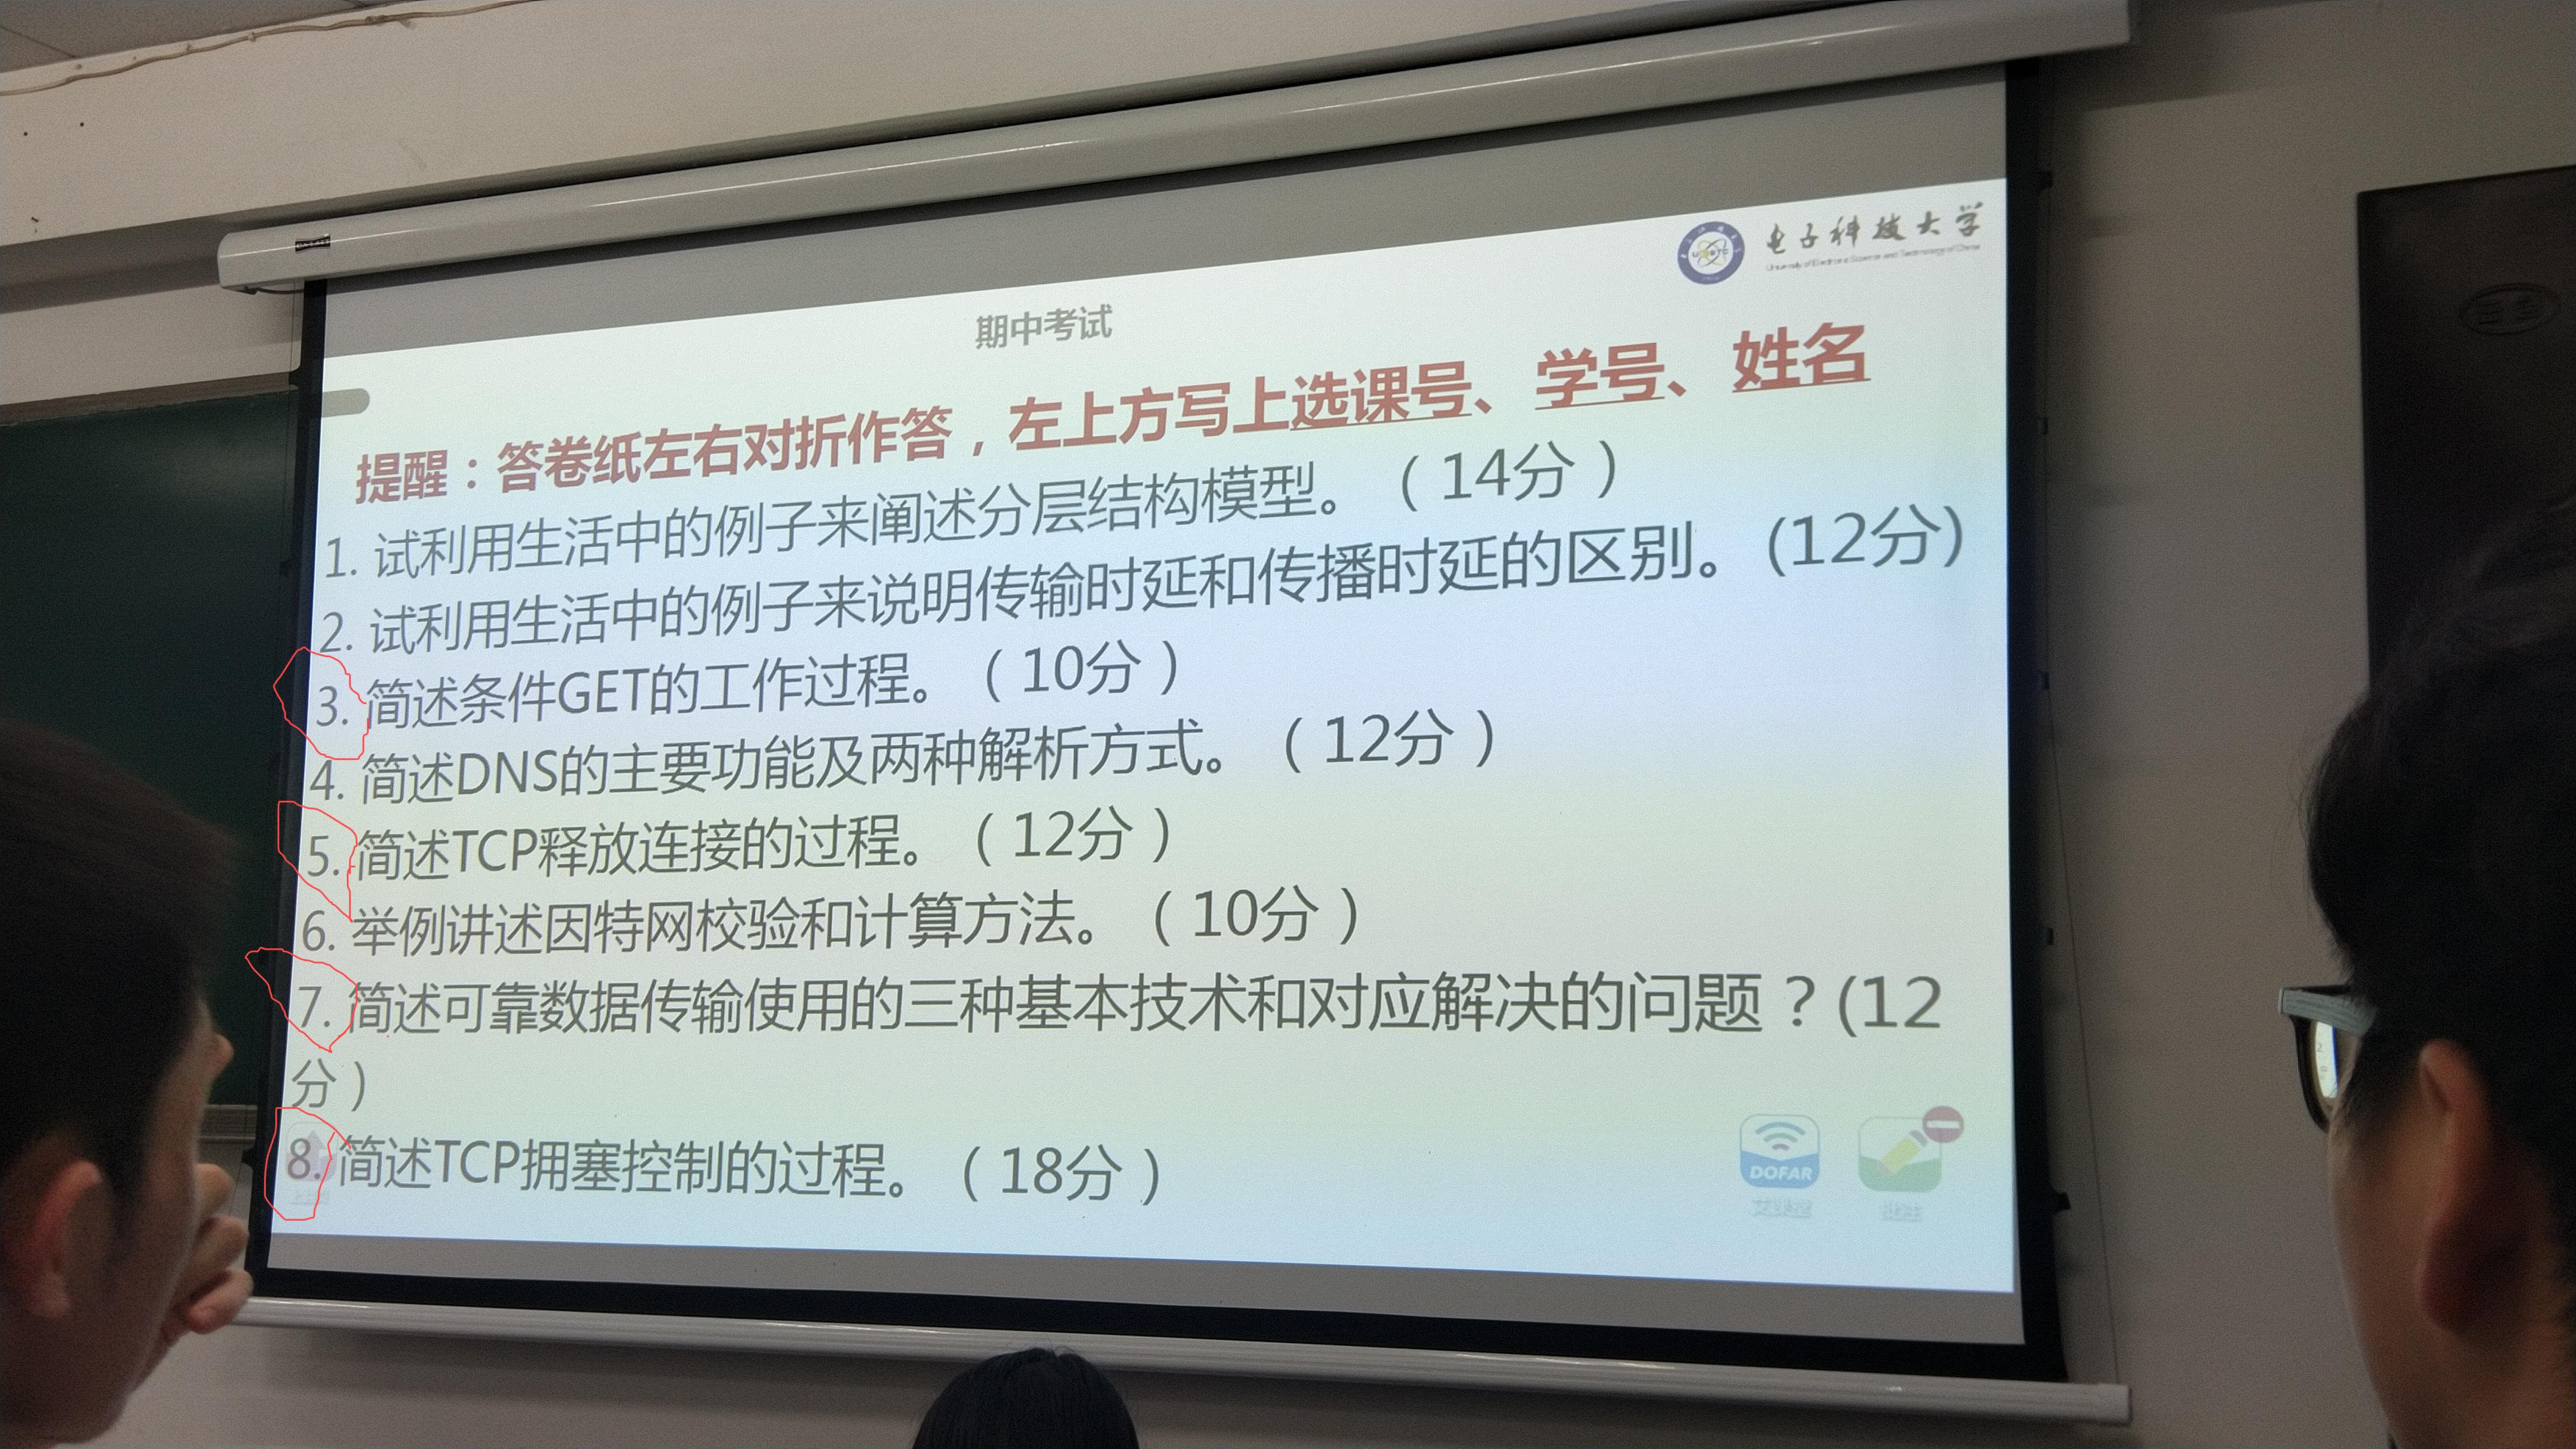 电子科技大学
University of Electronic Science and Technology of China
期中考试
提醒：答卷纸左右对折作答，左上方写上选课号、学号、姓名
1. 试利用生活中的例子来阐述分层结构模型。（14分）
2. 试利用生活中的例子来说明传输时延和传播时延的区别。(12分)
3. 简述条件GET的工作过程。（10分）
4. 简述DNS的主要功能及两种解析方式。（12分）
5. 简述TCP释放连接的过程。（12分）
6. 举例讲述因特网校验和计算方法。（10分）
7. 简述可靠数据传输使用的三种基本技术和对应解决的问题？(12
分）
8. 简述TCP拥塞控制的过程。（18分）
DOFAR